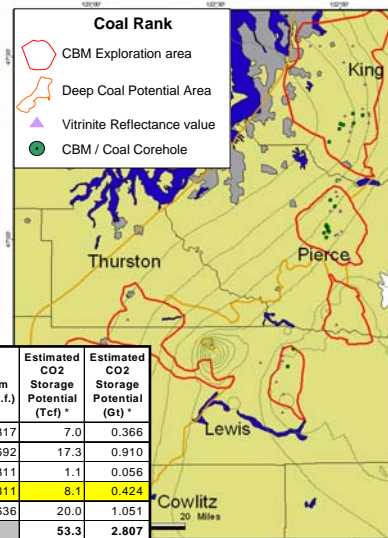 122°30'
Coal Rank
CBM Exploration area
Deep Coal Potential Area
Vitrinite Reflectance value
CBM / Coal Corehole
King
Pierce
Thurston
Lewis
Cowlitz
20 Miles
Estimated CO2 Storage Potential (Tcf) *
Estimated CO2 Storage Potential (Gt) *
7.0 0.366
17.3 0.910
1.1 0.056
8.1 0.424
20.0 1.051
53.3 2.807